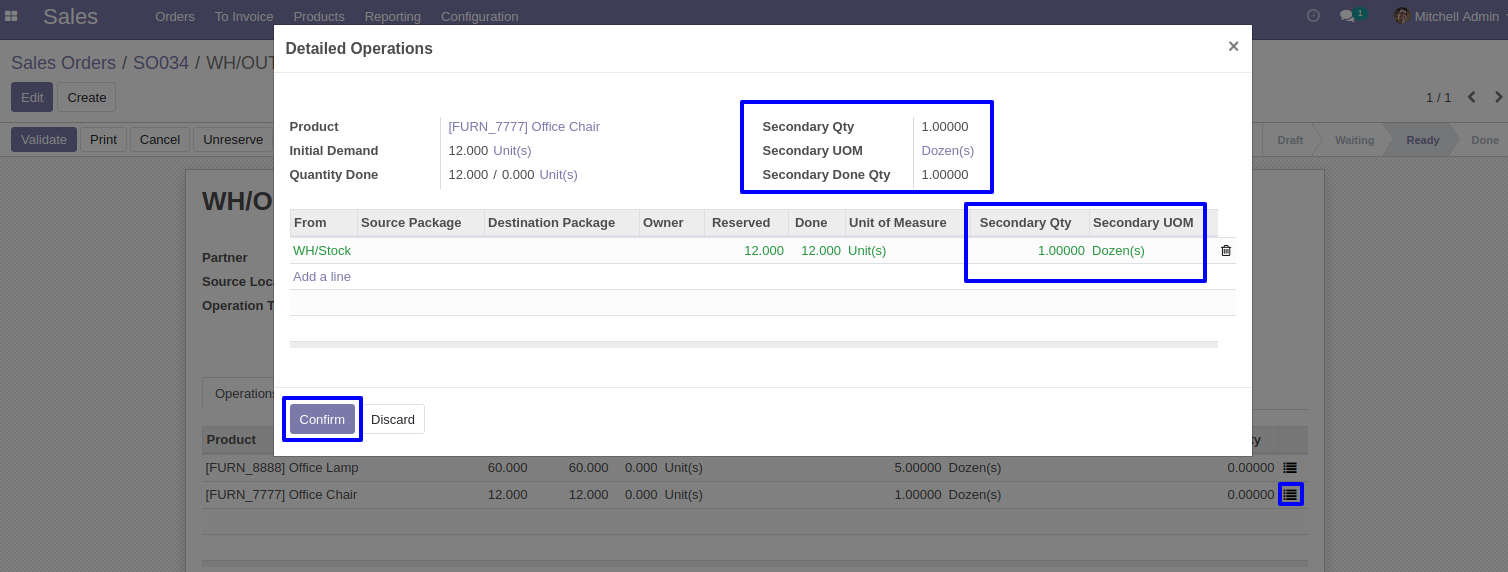 Sales Orders To Invoice Products Reporting Configuration 1 Mitchell Admin
Detailed Operations ×
Sales Orders / SO034 / WH/OUT
Edit Create 1 / 1
Validate Print Cancel Unreserve Draft Waiting Ready Done
Product [FURN_7777] Office Chair Secondary Qty 1.00000
Initial Demand 12.000 Unit(s) Secondary UOM Dozen(s)
Quantity Done 12.000 / 0.000 Unit(s) Secondary Done Qty 1.00000
WH/O
From Source Package Destination Package Owner Reserved Done Unit of Measure Secondary Qty Secondary UOM
WH/Stock 12.000 12.000 Unit(s) 1.00000 Dozen(s)
Add a line
Partner
Source Loc
Operation T
Operations
Confirm Discard
Product ty
[FURN_8888] Office Lamp 60.000 60.000 0.000 Unit(s) 5.00000 Dozen(s) 0.00000
[FURN_7777] Office Chair 12.000 12.000 0.000 Unit(s) 1.00000 Dozen(s) 0.00000